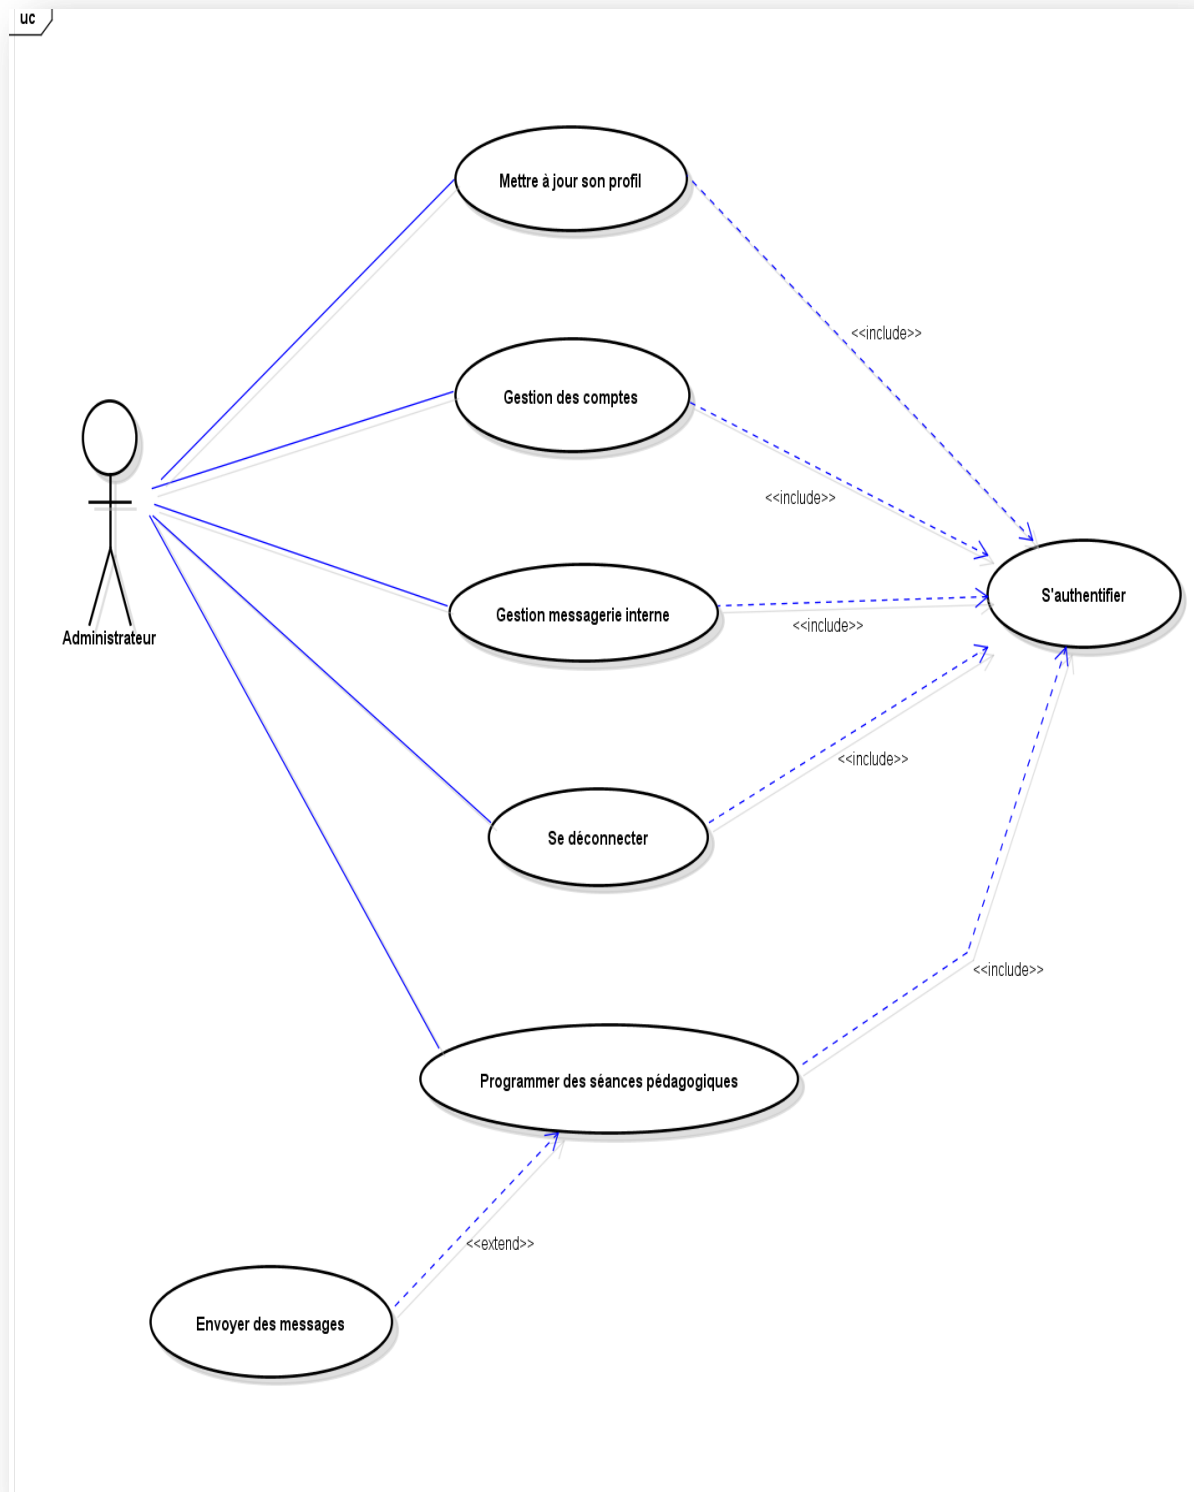 uc
Mettre à jour son profil
<<include>>
Gestion des comptes
<<include>>
S'authentifier
Gestion messagerie interne
<<include>>
Administrateur
<<include>>
Se déconnecter
<<include>>
Programmer des séances pédagogiques
<<extend>>
Envoyer des messages